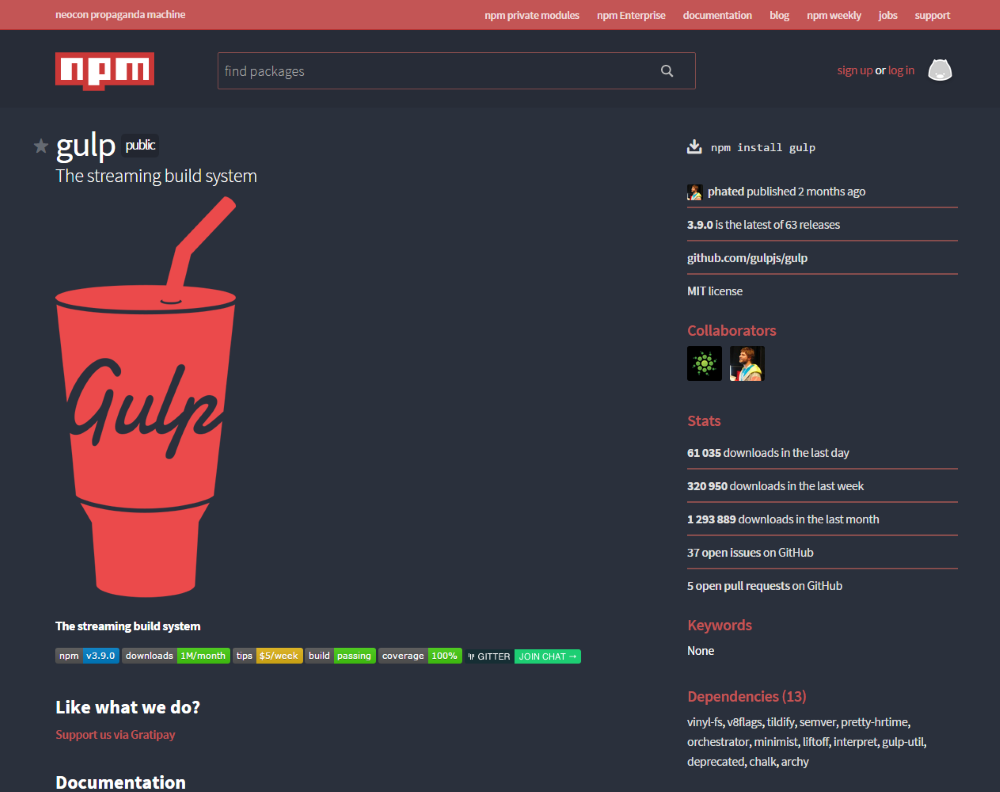 neocon propaganda machine
npm private modules npm Enterprise documentation blog npm weekly jobs support
npm
find packages
sign up or log in
gulp public
The streaming build system
Gulp
The streaming build system
npm v3.9.0 downloads 1M/month tips $5/week build passing coverage 100% GITTER JOIN CHAT →
Like what we do?
Support us via Gratipay
Documentation
npm install gulp
phated published 2 months ago
3.9.0 is the latest of 63 releases
github.com/gulpjs/gulp
MIT license
Collaborators
Stats
61 035 downloads in the last day
320 950 downloads in the last week
1 293 889 downloads in the last month
37 open issues on GitHub
5 open pull requests on GitHub
Keywords
None
Dependencies (13)
vinyl-fs, v8flags, tildify, semver, pretty-hrtime,
orchestrator, minimist, liftoff, interpret, gulp-util,
deprecated, chalk, archy